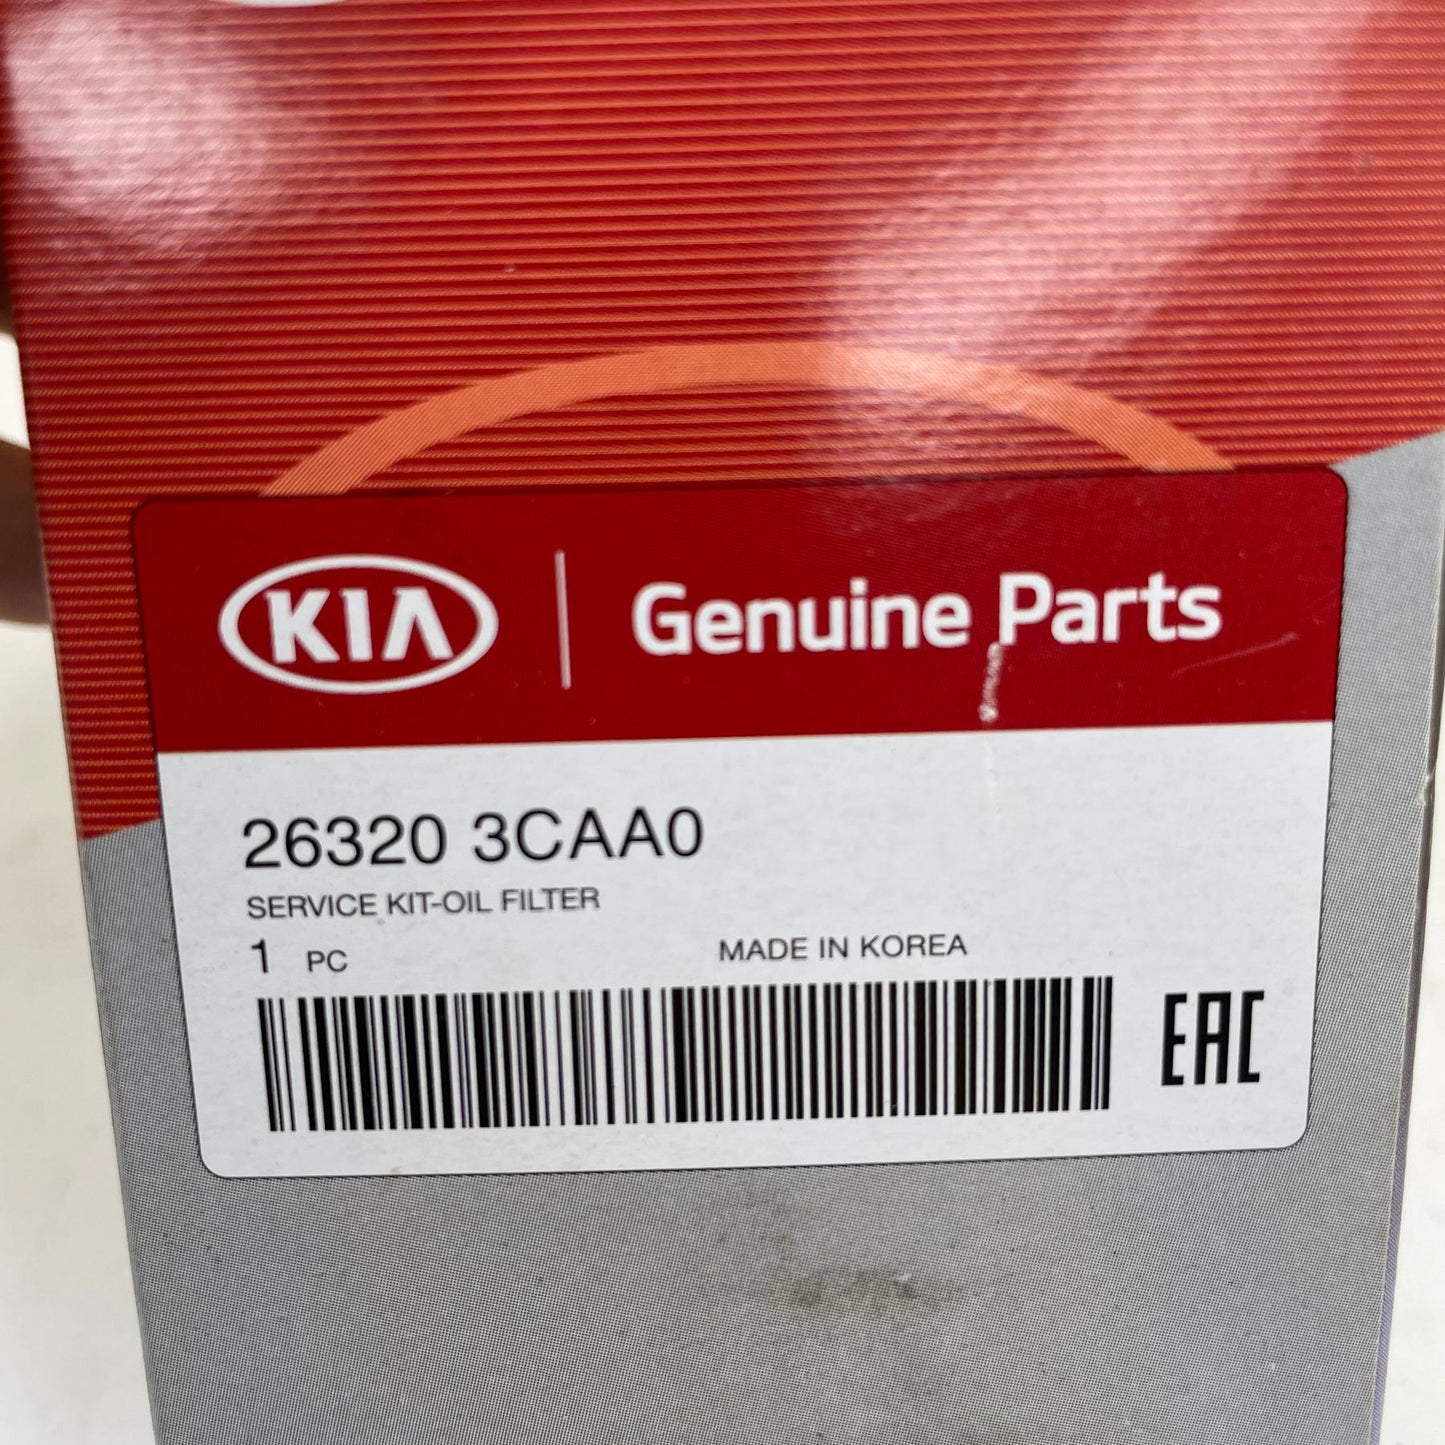 KIA Genuine Parts
26320 3CAA0
SERVICE KIT-OIL FILTER
1 PC MADE IN KOREA
EAC